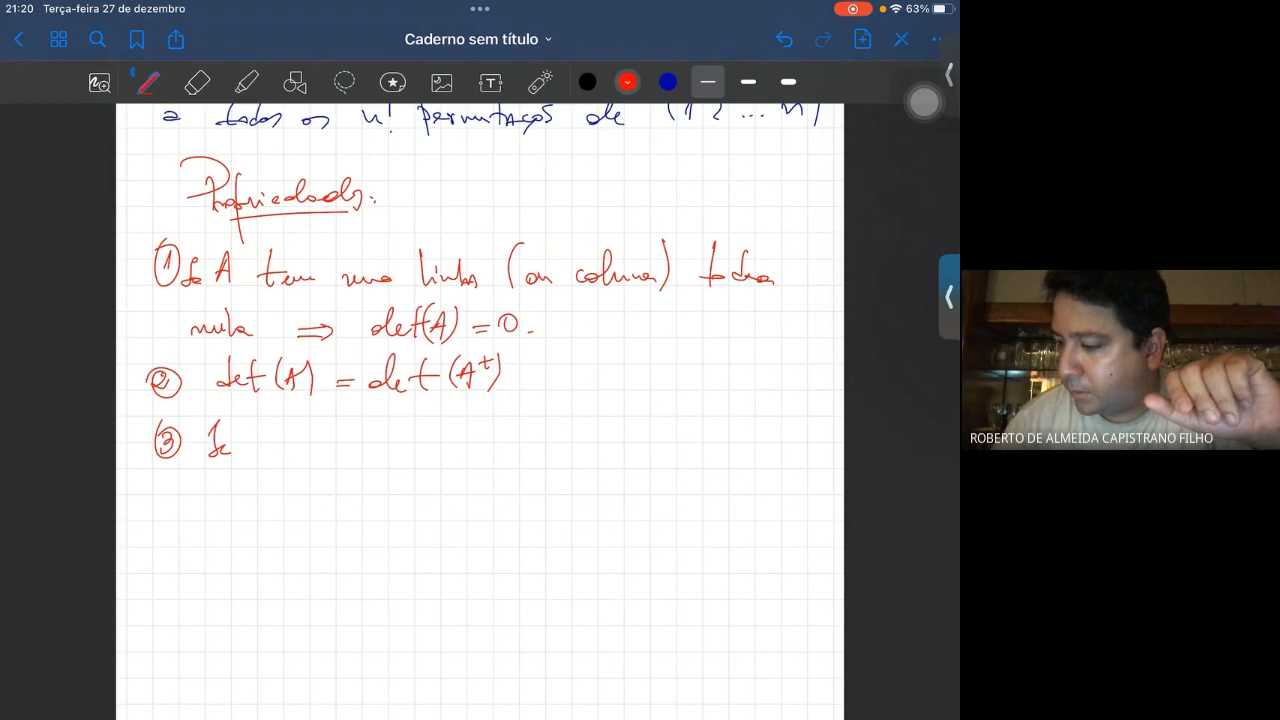 21:20 Terça-feira 27 de dezembro
63%
Caderno sem título
a todas os n! permutações de (1 2 ... n)
Propriedades:
① Se A tem uma linha (ou coluna) toda
nula ⇒ det(A) = 0.
② det (A) = det (Aᵗ)
③ Se
ROBERTO DE ALMEIDA CAPISTRANO FILHO